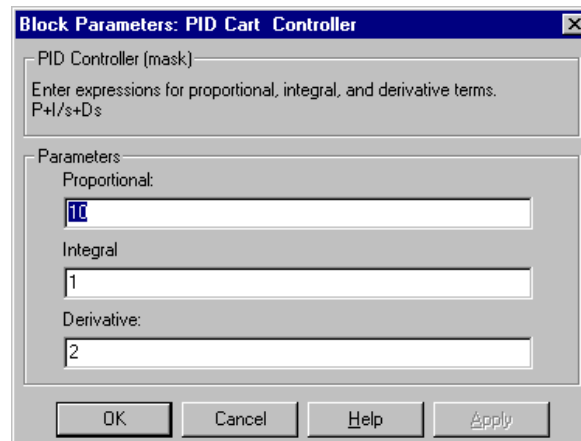 Block Parameters: PID Cart  Controller
PID Controller (mask)
Enter expressions for proportional, integral, and derivative terms.
P+I/s+Ds
Parameters
Proportional:
10
Integral
1
Derivative:
2
OK Cancel Help Apply